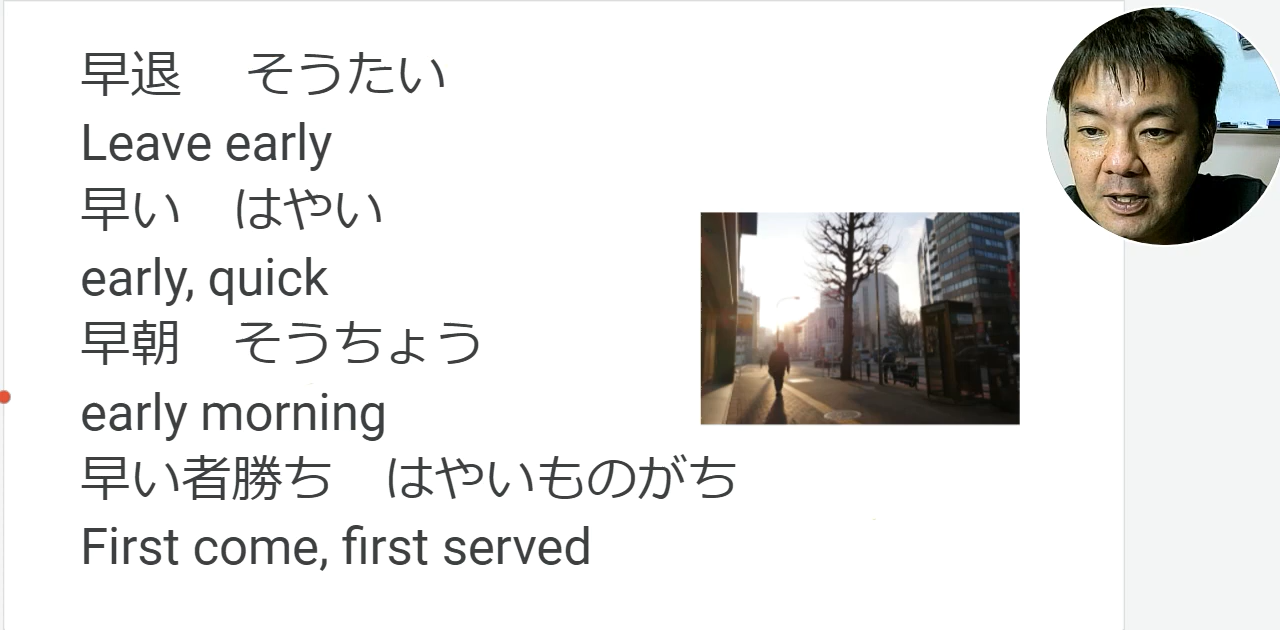 早退　そうたい
Leave early
早い　はやい
early, quick
早朝　そうちょう
early morning
早い者勝ち　はやいものがち
First come, first served